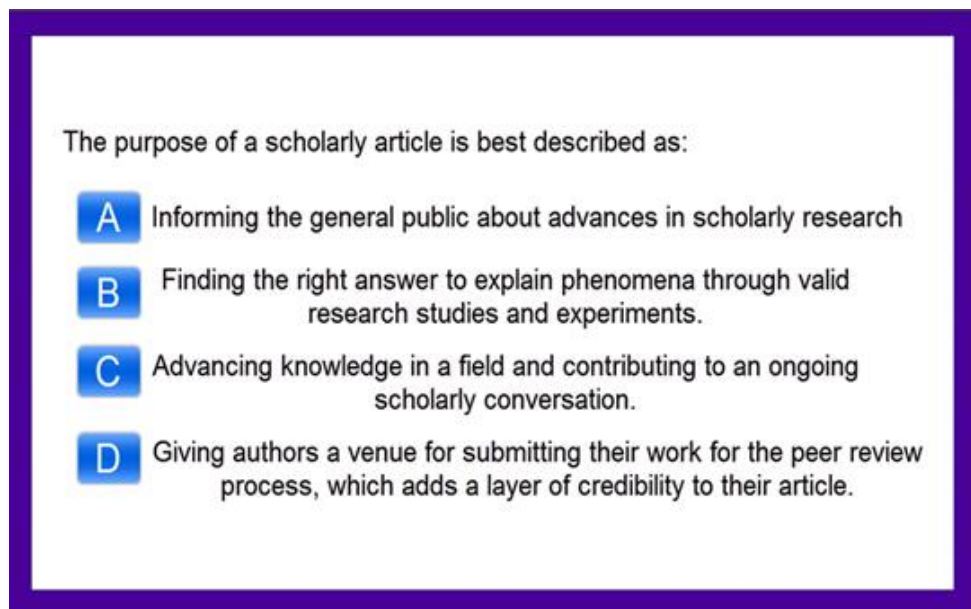 The purpose of a scholarly article is best described as:
A Informing the general public about advances in scholarly research
B Finding the right answer to explain phenomena through valid
research studies and experiments.
C Advancing knowledge in a field and contributing to an ongoing
scholarly conversation.
D Giving authors a venue for submitting their work for the peer review
process, which adds a layer of credibility to their article.